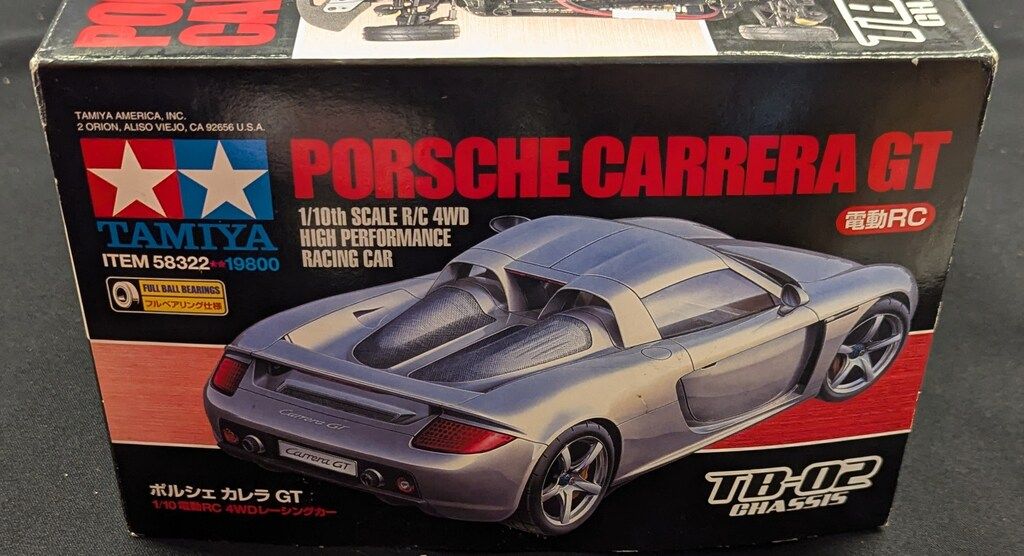 TAMIYA AMERICA, INC.
2 ORION, ALISO VIEJO, CA 92656 U.S.A.
TAMIYA
ITEM 58322★★19800
FULL BALL BEARINGS
フルベアリング仕様
PORSCHE CARRERA GT
1/10th SCALE R/C 4WD
HIGH PERFORMANCE
RACING CAR
電動RC
Carrera GT
Carrera GT
ポルシェ カレラ GT
1/10 電動RC 4WDレーシングカー
TB-02
CHASSIS